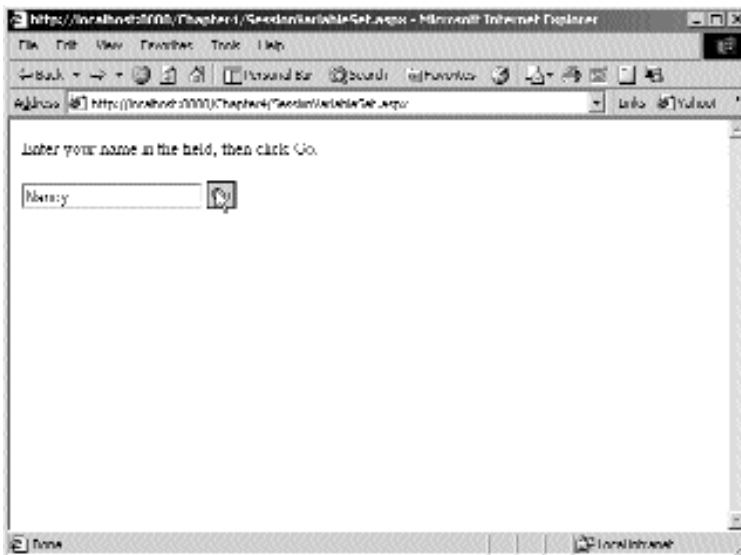 http://localhost:8000/Chapter4/SessionVariableSet.aspx - Microsoft Internet Explorer
File Edit View Favorites Tools Help
Back Personal Bar Search Favorites
Address http://localhost:8000/Chapter4/SessionVariableSet.aspx Links Yahoo!
Enter your name in the field, then click Go.
Nancy
Done Local intranet